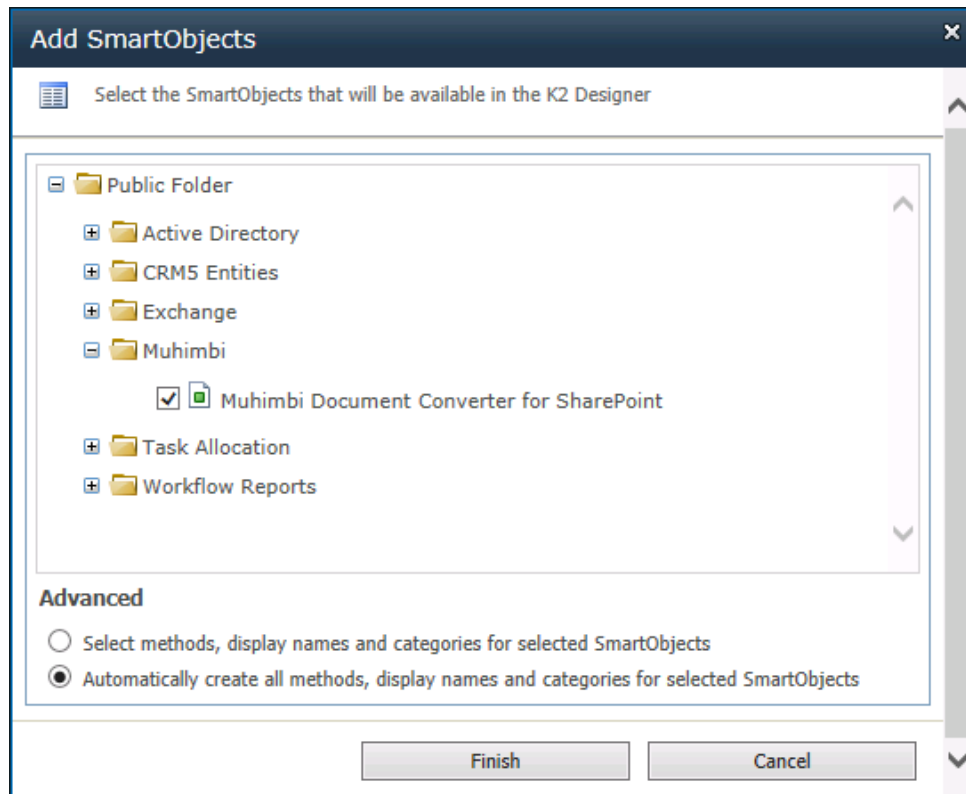 Add SmartObjects
Select the SmartObjects that will be available in the K2 Designer
Public Folder
Active Directory
CRM5 Entities
Exchange
Muhimbi
Muhimbi Document Converter for SharePoint
Task Allocation
Workflow Reports
Advanced
Select methods, display names and categories for selected SmartObjects
Automatically create all methods, display names and categories for selected SmartObjects
Finish Cancel